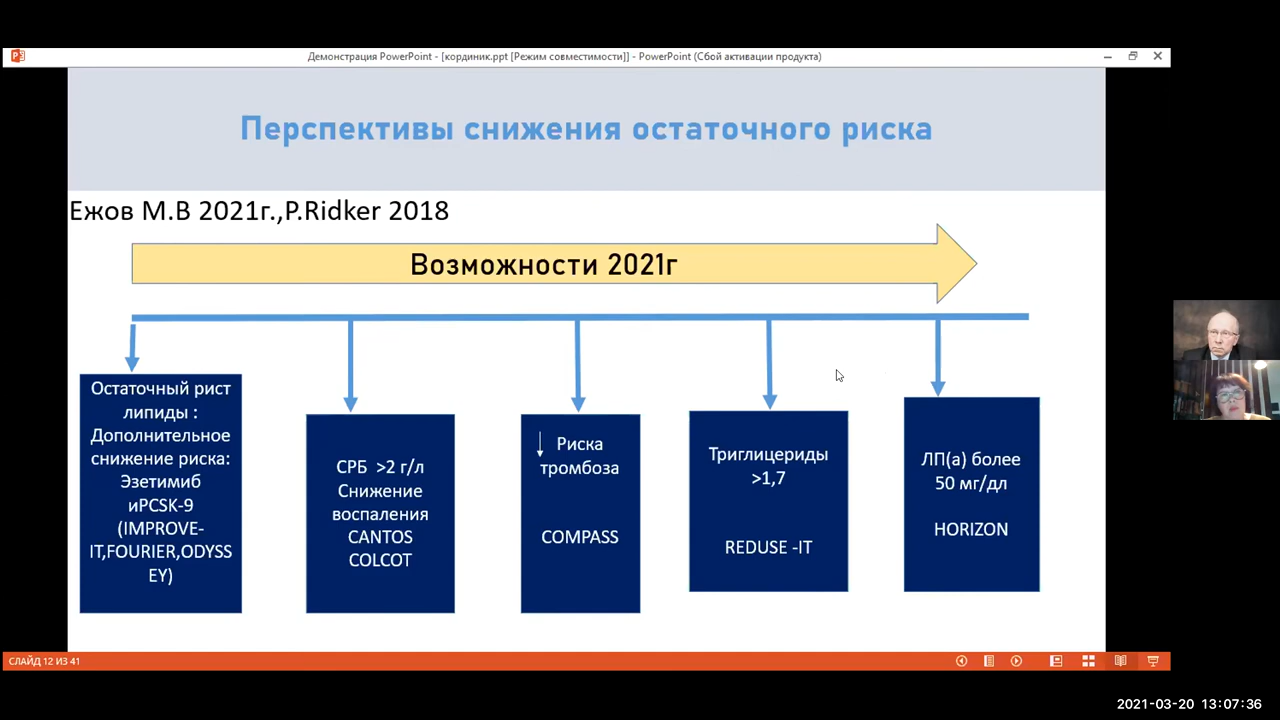 Демонстрация PowerPoint - [кординик.ppt [Режим совместимости]] - PowerPoint (Сбой активации продукта)
Перспективы снижения остаточного риска
Ежов М.В 2021г.,P.Ridker 2018
Возможности 2021г
Остаточный рист
липиды :
Дополнительное
снижение риска:
Эзетимиб
иPCSK-9
(IMPROVE-
IT,FOURIER,ODYSS
EY)
СРБ >2 г/л
Снижение
воспаления
CANTOS
COLCOT
↓ Риска
тромбоза
COMPASS
Триглицериды
>1,7
REDUSE -IT
ЛП(а) более
50 мг/дл
HORIZON
СЛАЙД 12 ИЗ 41
2021-03-20 13:07:36